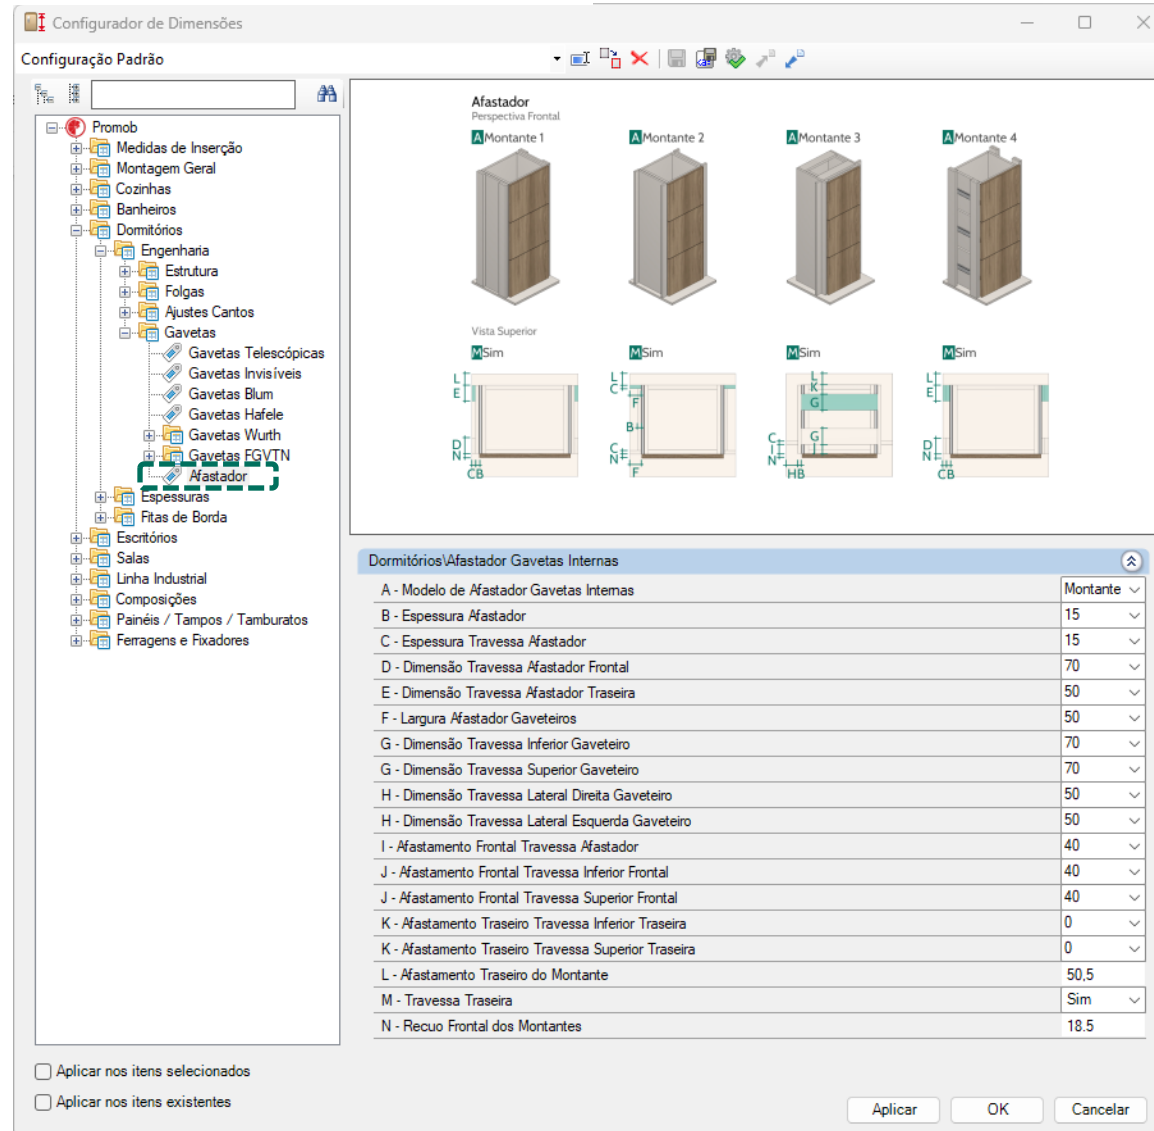 Configurador de Dimensões
Configuração Padrão
Promob
Medidas de Inserção
Montagem Geral
Cozinhas
Banheiros
Dormitórios
Engenharia
Estrutura
Folgas
Ajustes Cantos
Gavetas
Gavetas Telescópicas
Gavetas Invisíveis
Gavetas Blum
Gavetas Hafele
Gavetas Wurth
Gavetas FGVTN
Afastador
Espessuras
Fitas de Borda
Escritórios
Salas
Linha Industrial
Composições
Painéis / Tampos / Tamburatos
Ferragens e Fixadores
Afastador
Perspectiva Frontal
A Montante 1 A Montante 2 A Montante 3 A Montante 4
Vista Superior
M Sim M Sim M Sim M Sim
L E D N CB
L C F B C N F
L K G C G I J N HB
L E D N CB
Dormitórios\Afastador Gavetas Internas
A - Modelo de Afastador Gavetas Internas Montante
B - Espessura Afastador 15
C - Espessura Travessa Afastador 15
D - Dimensão Travessa Afastador Frontal 70
E - Dimensão Travessa Afastador Traseira 50
F - Largura Afastador Gaveteiros 50
G - Dimensão Travessa Inferior Gaveteiro 70
G - Dimensão Travessa Superior Gaveteiro 70
H - Dimensão Travessa Lateral Direita Gaveteiro 50
H - Dimensão Travessa Lateral Esquerda Gaveteiro 50
I - Afastamento Frontal Travessa Afastador 40
J - Afastamento Frontal Travessa Inferior Frontal 40
J - Afastamento Frontal Travessa Superior Frontal 40
K - Afastamento Traseiro Travessa Inferior Traseira 0
K - Afastamento Traseiro Travessa Superior Traseira 0
L - Afastamento Traseiro do Montante 50,5
M - Travessa Traseira Sim
N - Recuo Frontal dos Montantes 18.5
Aplicar nos itens selecionados
Aplicar nos itens existentes
Aplicar OK Cancelar